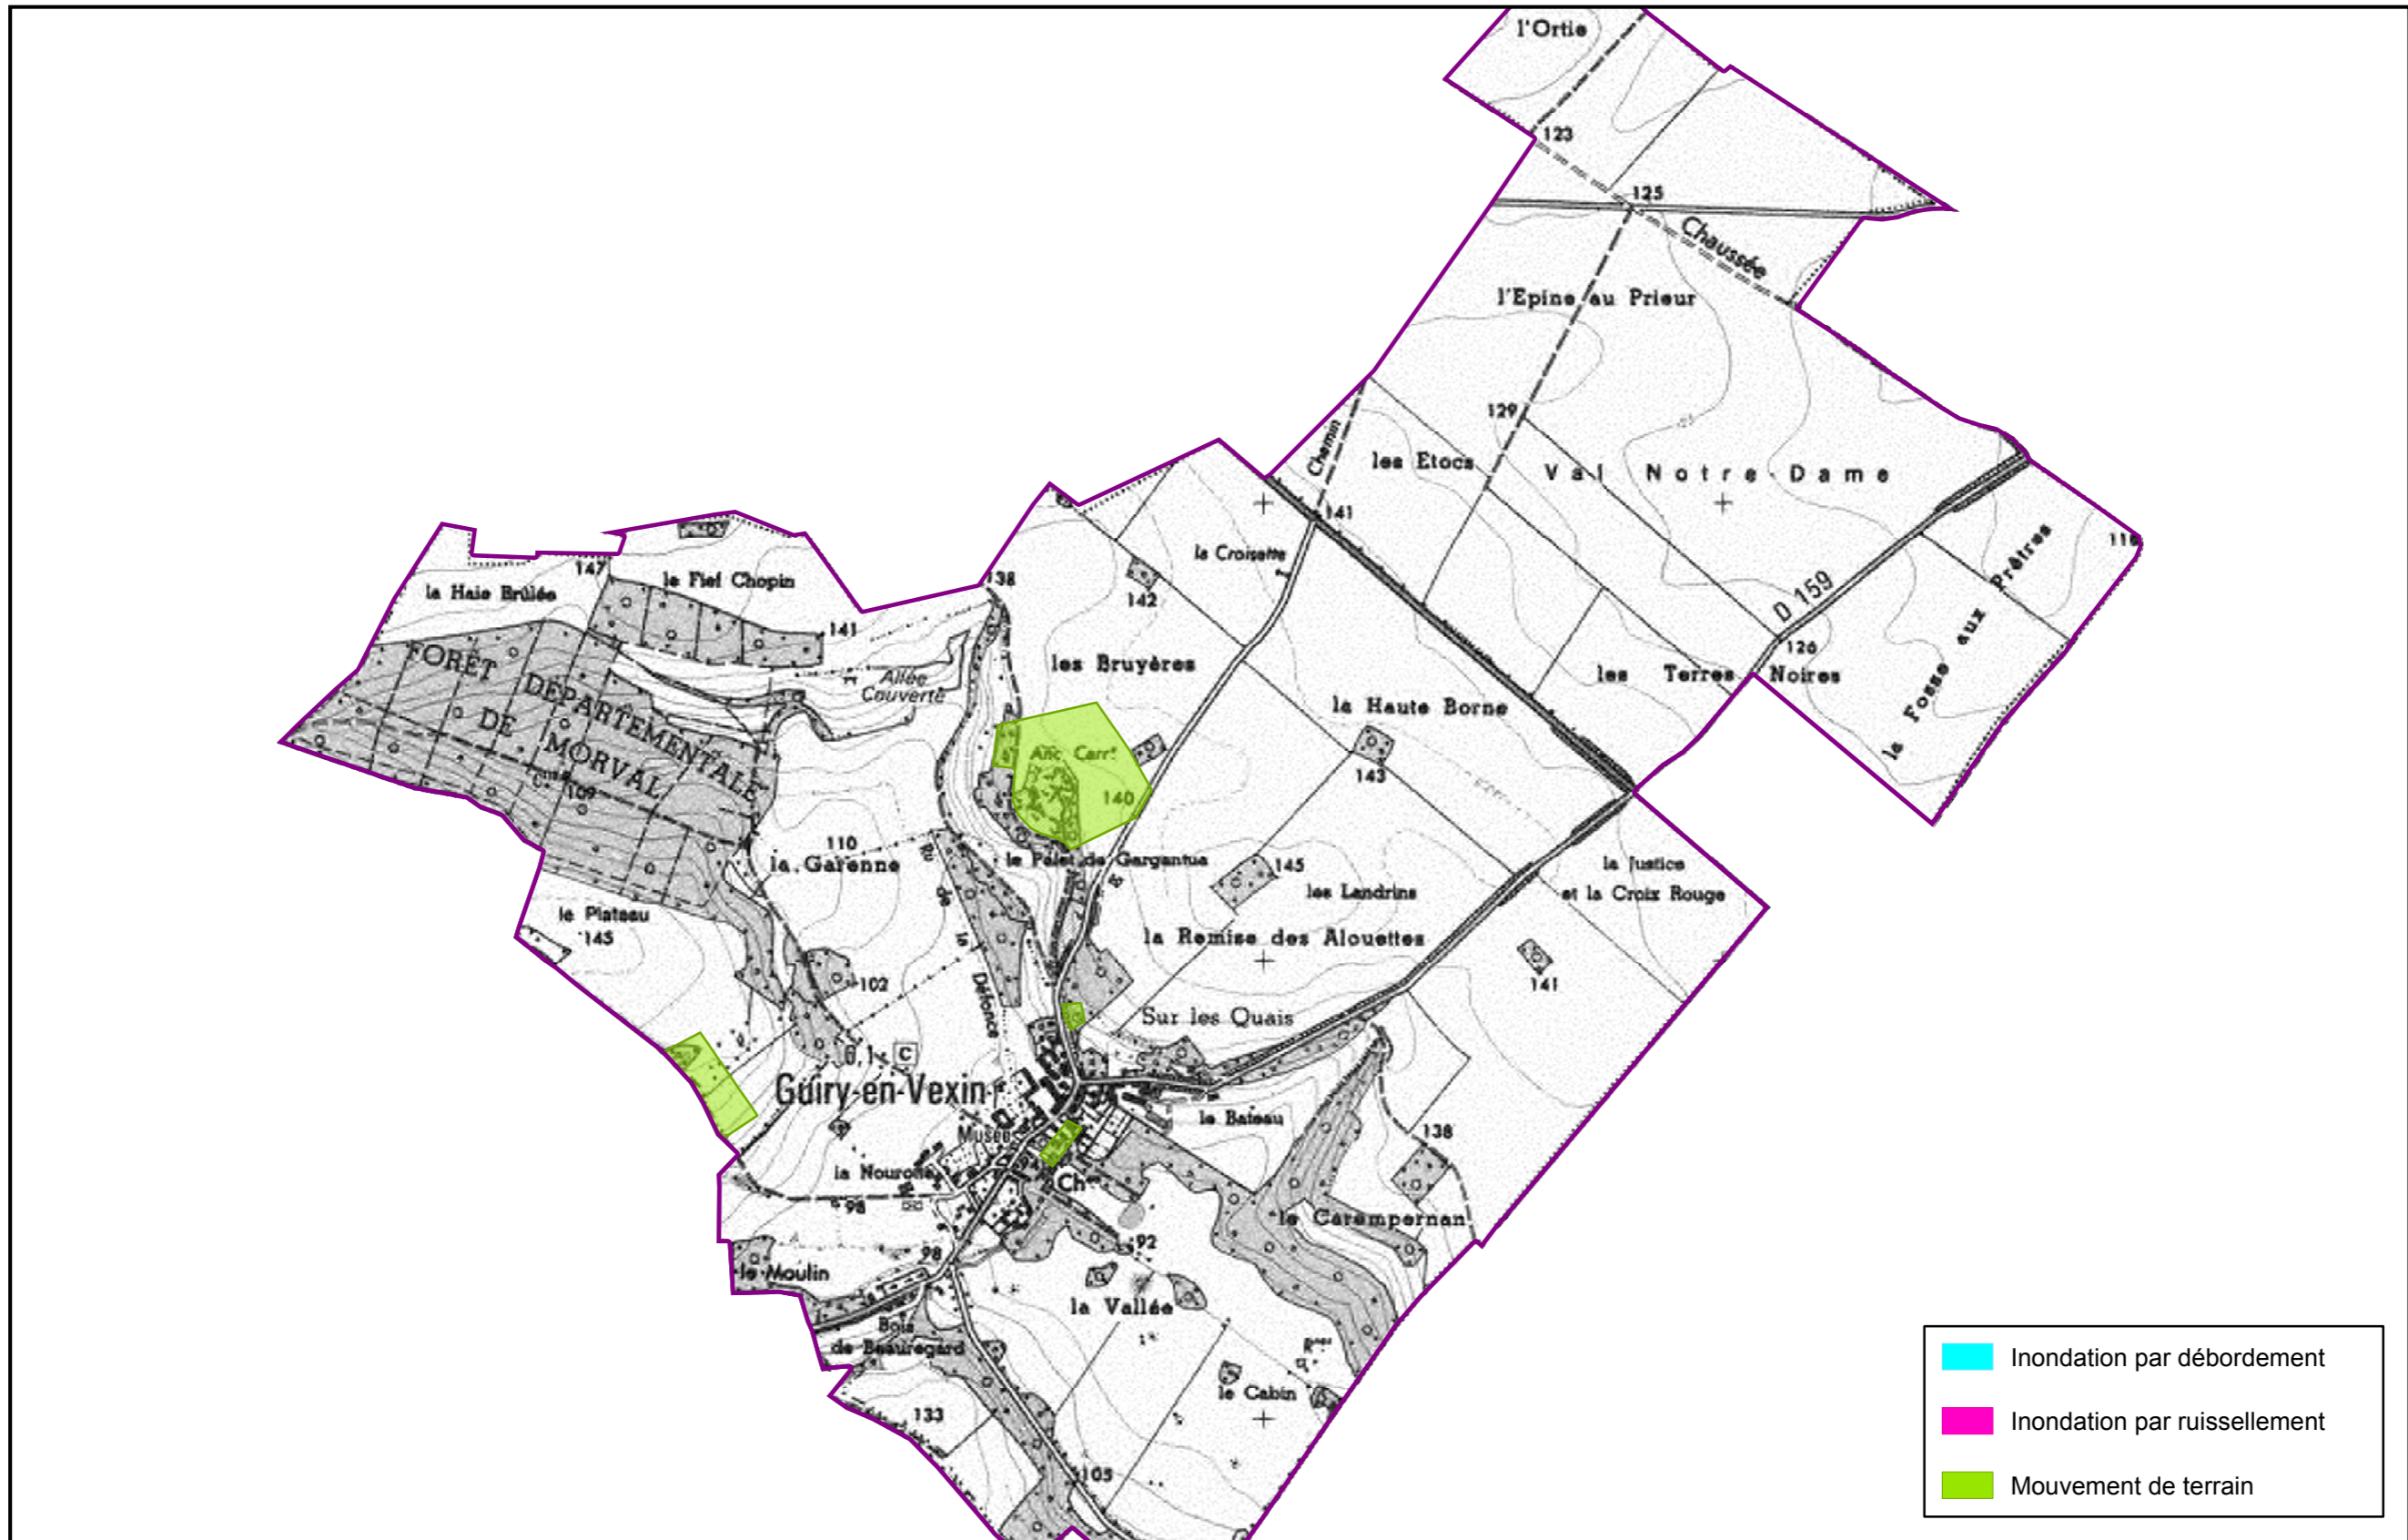 l'Ortie
123
125
Chaussée
l'Epine au Prieur
129
Chemin
les Etocs
Val Notre-Dame
141
la Croisette
116
147
la Haie Brûlée
le Fief Chopin
138
142
D 159
la Fosse aux Prêtres
141
126
FORÊT DÉPARTEMENTALE
DE MORVAL
Allée
Couverte
les Bruyères
les Terres Noires
la Haute Borne
Anc Carr.
143
109
140
110
la Garenne
le Palet de Gargantua
Ru de la Défonce
145
les Landrins
la Justice
et la Croix Rouge
le Plateau
145
la Remise des Alouettes
102
141
Sur les Quais
C
Guiry-en-Vexin
le Bateau
Musée
138
94
Ch
98
le Carempernan
92
98
le Moulin
la Vallée
Bois
de Beauregard
le Cabin
133
105
Inondation par débordement
Inondation par ruissellement
Mouvement de terrain